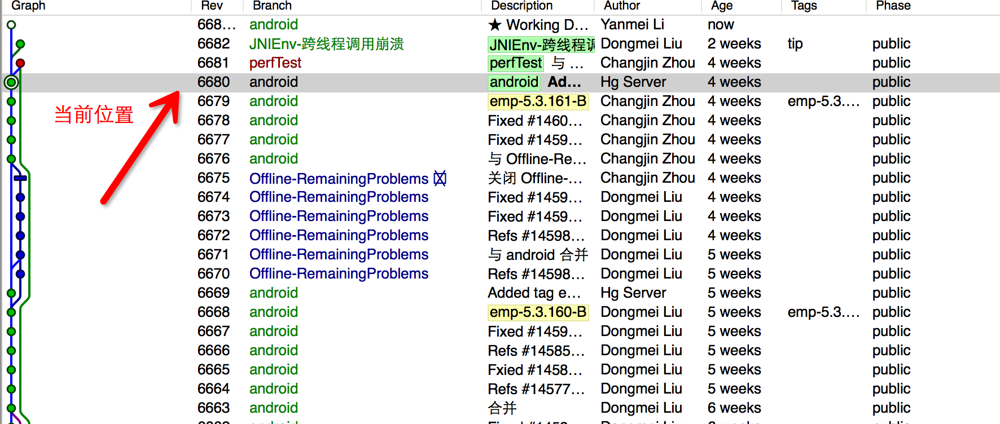 Graph Rev Branch Description Author Age Tags Phase
668... android ★ Working D... Yanmei Li now
6682 JNIEnv-跨线程调用崩溃 JNIEnv-跨线程调 Dongmei Liu 2 weeks tip public
6681 perfTest perfTest 与 ... Changjin Zhou 4 weeks public
6680 android android Ad... Hg Server 4 weeks public
6679 android emp-5.3.161-B Changjin Zhou 4 weeks emp-5.3.... public
当前位置
6678 android Fixed #1460... Changjin Zhou 4 weeks public
6677 android Fixed #1459... Changjin Zhou 4 weeks public
6676 android 与 Offline-Re... Changjin Zhou 4 weeks public
6675 Offline-RemainingProblems 关闭 Offline-... Changjin Zhou 4 weeks public
6674 Offline-RemainingProblems Fixed #1459... Dongmei Liu 4 weeks public
6673 Offline-RemainingProblems Fixed #1459... Dongmei Liu 4 weeks public
6672 Offline-RemainingProblems Refs #14598... Dongmei Liu 4 weeks public
6671 Offline-RemainingProblems 与 android 合并 Dongmei Liu 5 weeks public
6670 Offline-RemainingProblems Refs #14598... Dongmei Liu 5 weeks public
6669 android Added tag e... Hg Server 5 weeks public
6668 android emp-5.3.160-B Dongmei Liu 5 weeks emp-5.3.... public
6667 android Fixed #1459... Dongmei Liu 5 weeks public
6666 android Refs #14585... Dongmei Liu 5 weeks public
6665 android Fxied #1458... Dongmei Liu 5 weeks public
6664 android Refs #14577... Dongmei Liu 5 weeks public
6663 android 合并 Dongmei Liu 6 weeks public